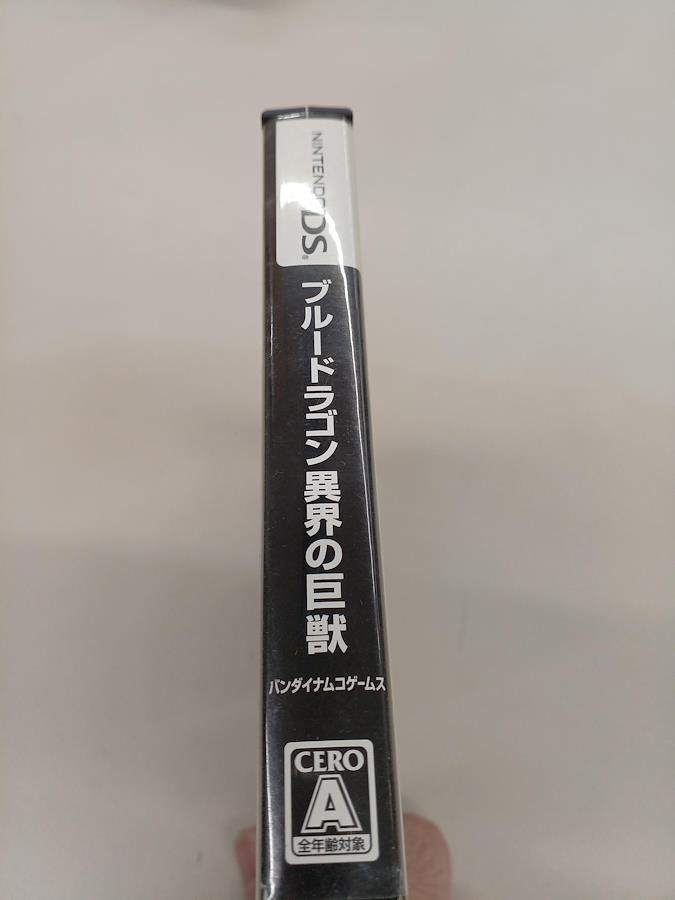 NINTENDO DS®
ブルードラゴン 異界の巨獣
バンダイナムコゲームス
CERO
A
全年齢対象